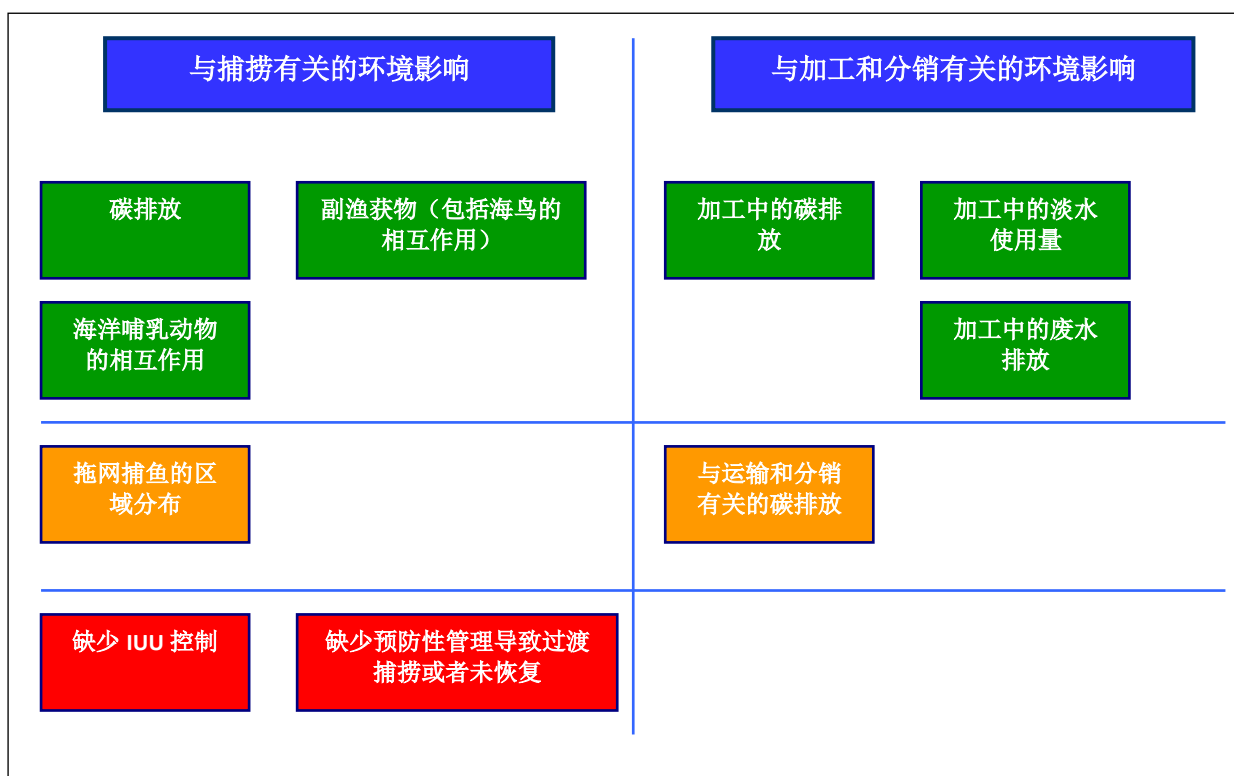 与捕捞有关的环境影响
与加工和分销有关的环境影响
碳排放
副渔获物（包括海鸟的
相互作用）
加工中的碳排
放
加工中的淡水
使用量
海洋哺乳动物
的相互作用
加工中的废水
排放
拖网捕鱼的区
域分布
与运输和分销
有关的碳排放
缺少 IUU 控制
缺少预防性管理导致过渡
捕捞或者未恢复